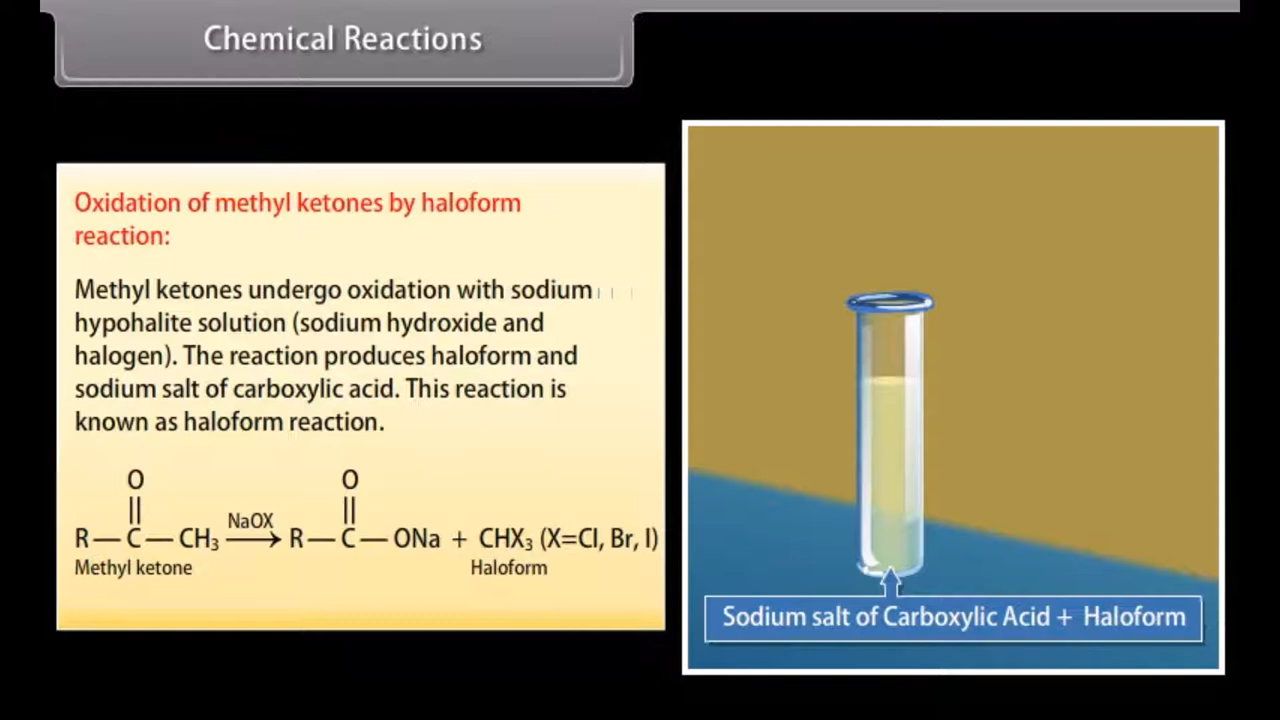 Chemical Reactions
Oxidation of methyl ketones by haloform
reaction:
Methyl ketones undergo oxidation with sodium
hypohalite solution (sodium hydroxide and
halogen). The reaction produces haloform and
sodium salt of carboxylic acid. This reaction is
known as haloform reaction.
O O
|| ||
R — C — CH₃ NaOX ⟶ R — C — ONa + CHX₃ (X=Cl, Br, I)
Methyl ketone Haloform
Sodium salt of Carboxylic Acid + Haloform